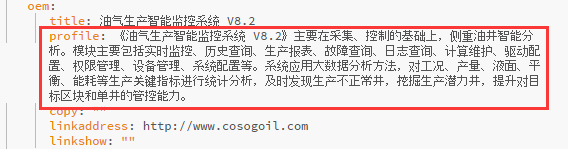 oem:
title: 油气生产智能监控系统 V8.2
profile: 《油气生产智能监控系统 V8.2》主要在采集、控制的基础上，侧重油井智能分
析。模块主要包括实时监控、历史查询、生产报表、故障查询、日志查询、计算维护、驱动配
置、权限管理、设备管理、系统配置等。系统应用大数据分析方法，对工况、产量、液面、平
衡、能耗等生产关键指标进行统计分析，及时发现生产不正常井，挖掘生产潜力井，提升对目
标区块和单井的管控能力。
copy: ""
linkaddress: http://www.cosogoil.com
linkshow: ""